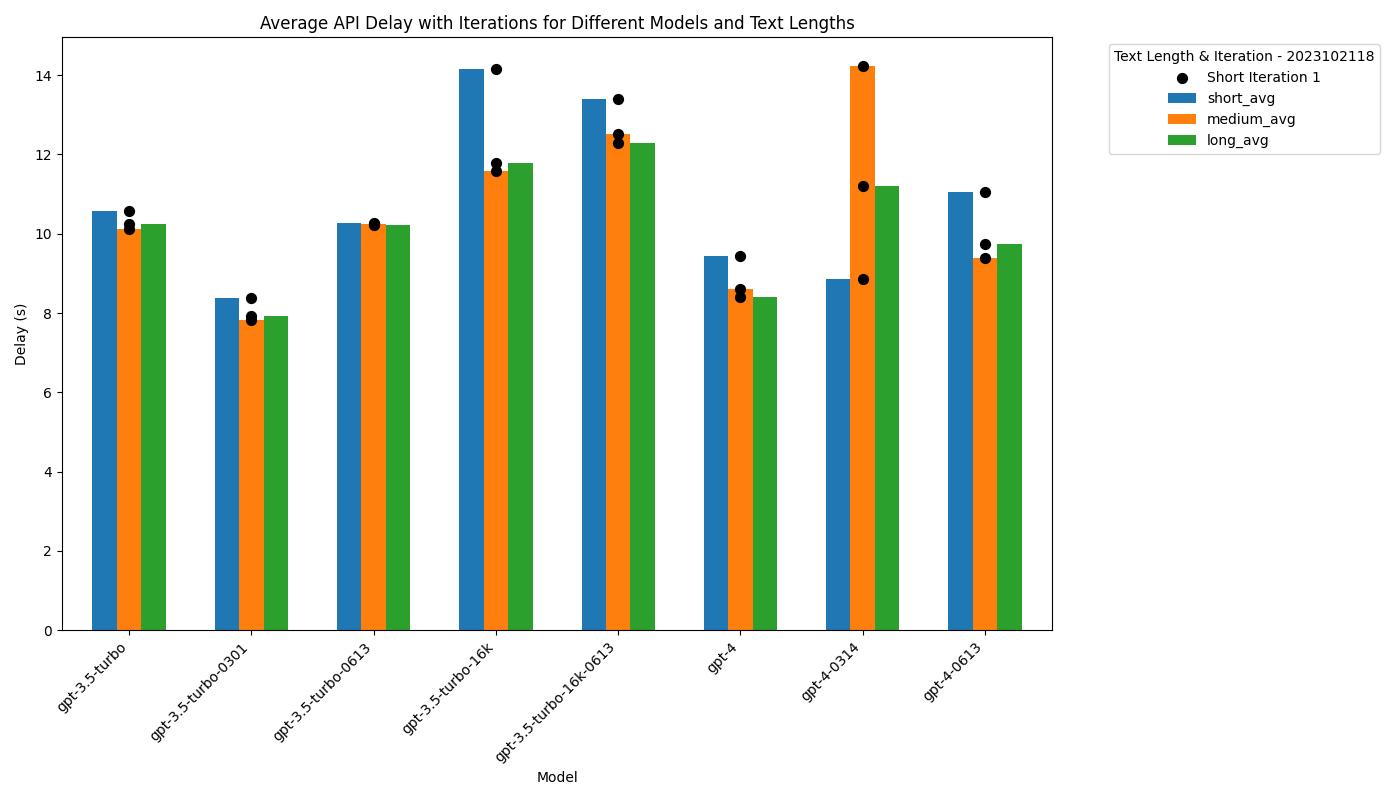 Average API Delay with Iterations for Different Models and Text Lengths
Text Length & Iteration - 2023102118
Short Iteration 1
short_avg
medium_avg
long_avg
Delay (s)
14
12
10
8
6
4
2
0
gpt-3.5-turbo
gpt-3.5-turbo-0301
gpt-3.5-turbo-0613
gpt-3.5-turbo-16k
gpt-3.5-turbo-16k-0613
gpt-4
gpt-4-0314
gpt-4-0613
Model